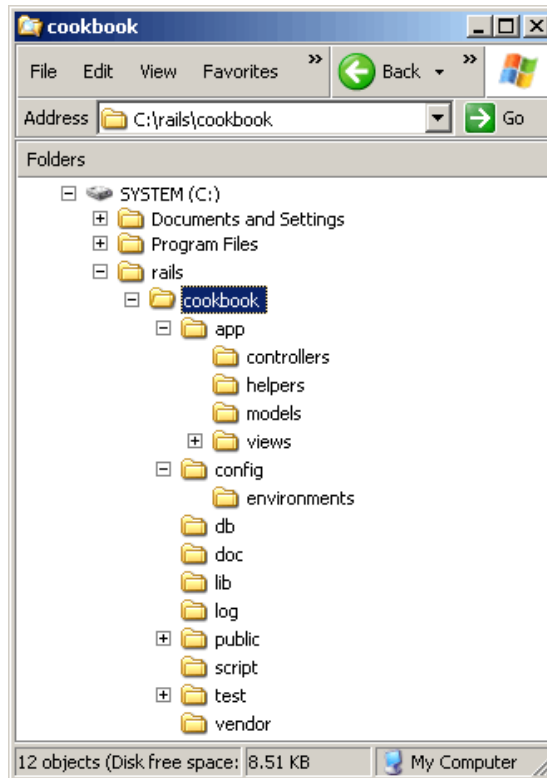 cookbook
File Edit View Favorites » Back »
Address C:\rails\cookbook Go
Folders
SYSTEM (C:)
Documents and Settings
Program Files
rails
cookbook
app
controllers
helpers
models
views
config
environments
db
doc
lib
log
public
script
test
vendor
12 objects (Disk free space: 8.51 KB My Computer